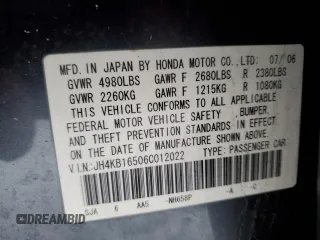 MFD. IN JAPAN BY HONDA MOTOR CO., LTD. 07/06
GVWR 4980LBS GAWR F 2680LBS R 2380LBS
GVWR 2260KG GAWR F 1215KG R 1080KG
THIS VEHICLE CONFORMS TO ALL APPLICABLE
FEDERAL MOTOR VEHICLE SAFETY, BUMPER,
AND THEFT PREVENTION STANDARDS IN EFFECT
ON THE DATE OF MANUFACTURE SHOWN ABOVE.
V.I.N.: JH4KB16506C012022 TYPE: PASSENGER CAR
SJA 6 AA5 -NH658P -A -C
DREAMBID